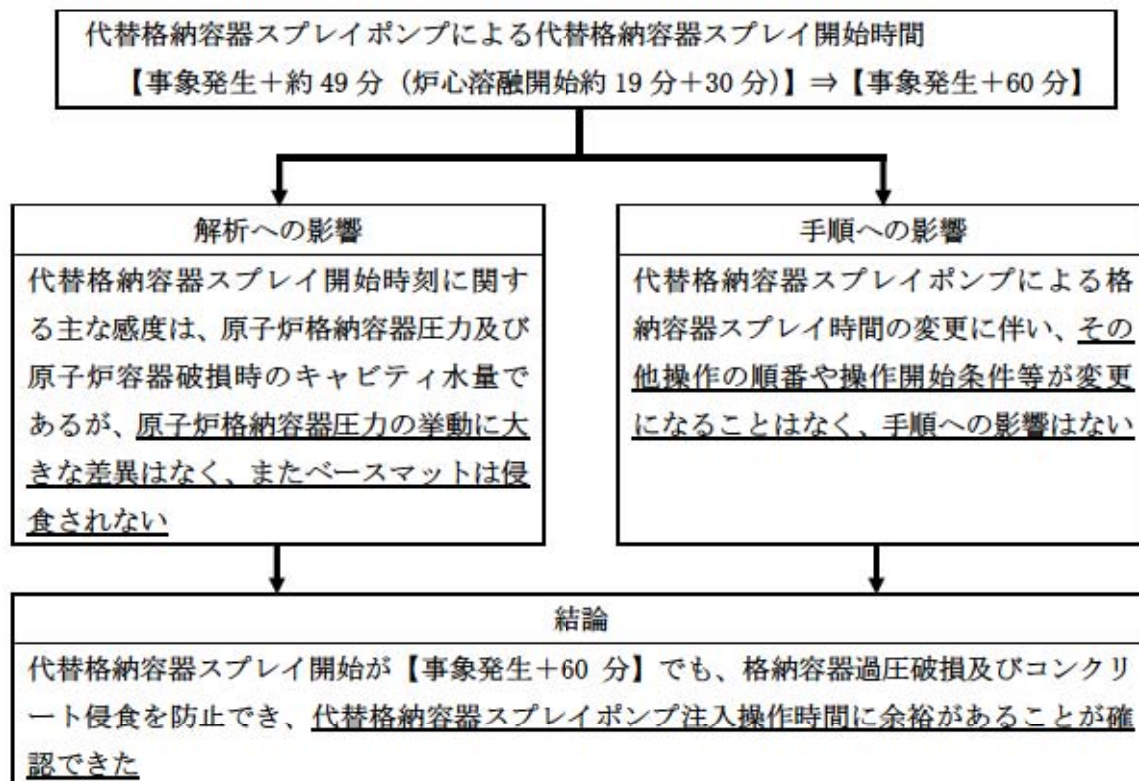 代替格納容器スプレイポンプによる代替格納容器スプレイ開始時間
【事象発生＋約 49 分（炉心溶融開始約 19 分＋30 分）】⇒【事象発生＋60 分】
解析への影響
代替格納容器スプレイ開始時刻に関す
る主な感度は、原子炉格納容器圧力及び
原子炉容器破損時のキャビティ水量で
あるが、原子炉格納容器圧力の挙動に大
きな差異はなく、またベースマットは侵
食されない
手順への影響
代替格納容器スプレイポンプによる格
納容器スプレイ時間の変更に伴い、その
他操作の順番や操作開始条件等が変更
になることはなく、手順への影響はない
結論
代替格納容器スプレイ開始が【事象発生＋60 分】でも、格納容器過圧破損及びコンクリ
ート侵食を防止でき、代替格納容器スプレイポンプ注入操作時間に余裕があることが確
認できた